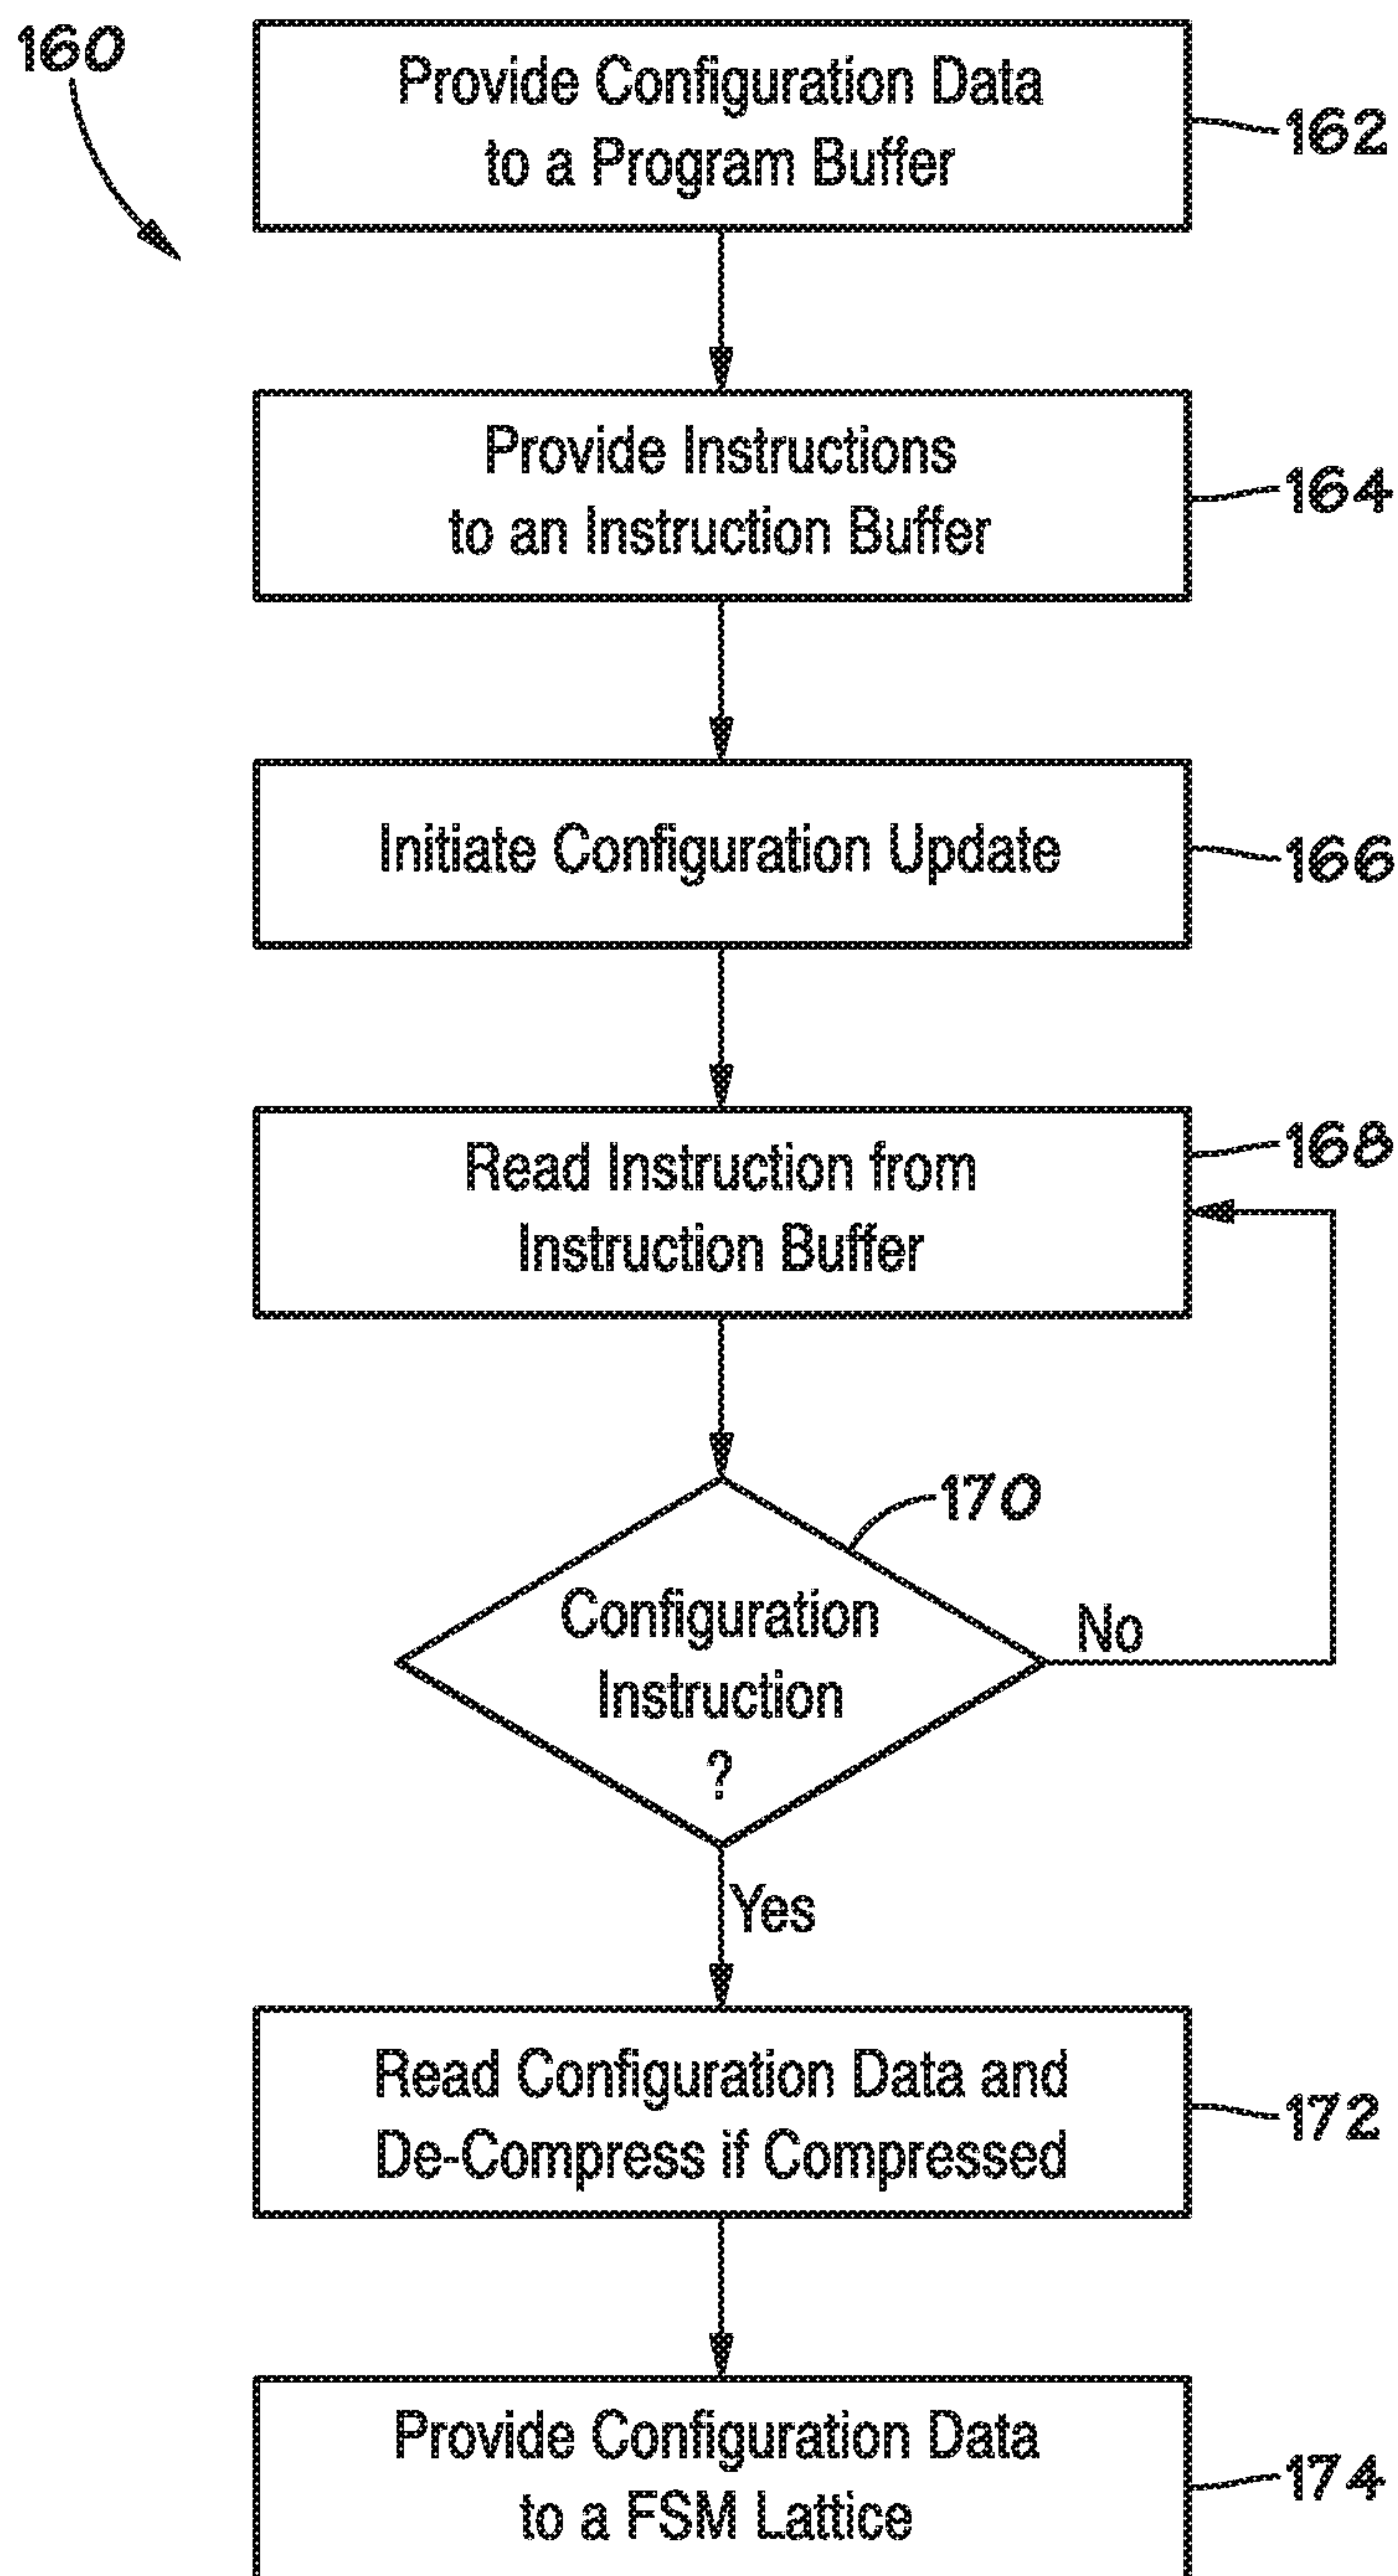 160
Provide Configuration Data
to a Program Buffer
162
Provide Instructions
to an Instruction Buffer
164
Initiate Configuration Update
166
Read Instruction from
Instruction Buffer
168
170
Configuration
Instruction
?
No
Yes
Read Configuration Data and
De-Compress if Compressed
172
Provide Configuration Data
to a FSM Lattice
174